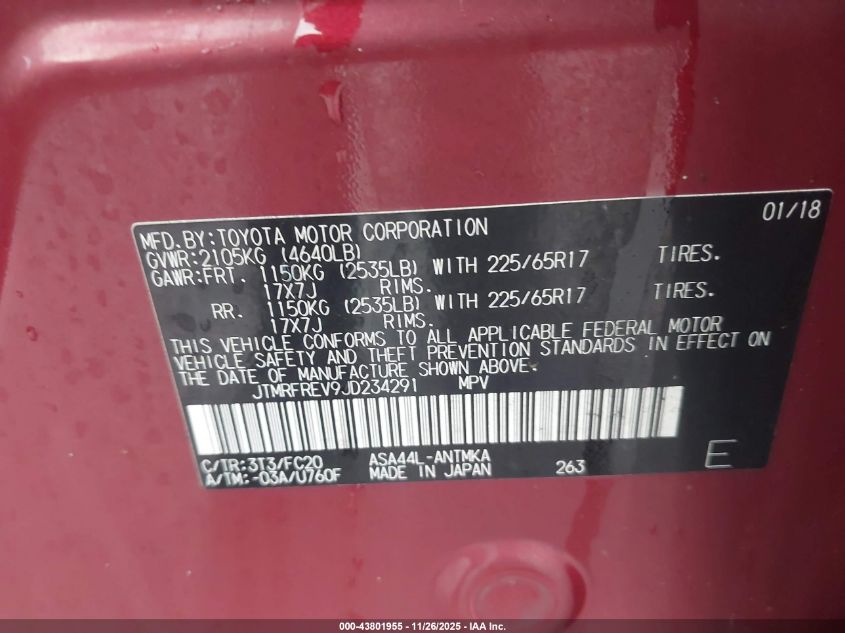 01/18
MFD.BY:TOYOTA MOTOR CORPORATION
GVWR:2105KG (4640LB)
GAWR:FRT. 1150KG (2535LB) WITH 225/65R17 TIRES.
17X7J RIMS.
RR. 1150KG (2535LB) WITH 225/65R17 TIRES.
17X7J RIMS.
THIS VEHICLE CONFORMS TO ALL APPLICABLE FEDERAL MOTOR
VEHICLE SAFETY AND THEFT PREVENTION STANDARDS IN EFFECT ON
THE DATE OF MANUFACTURE SHOWN ABOVE.
JTMRFREV9JD234291 MPV
C/TR:3T3/FC20 ASA44L-ANTMKA
A/TM:-03A/U760F MADE IN JAPAN 263 E
000-43801955 - 11/26/2025 - IAA Inc.